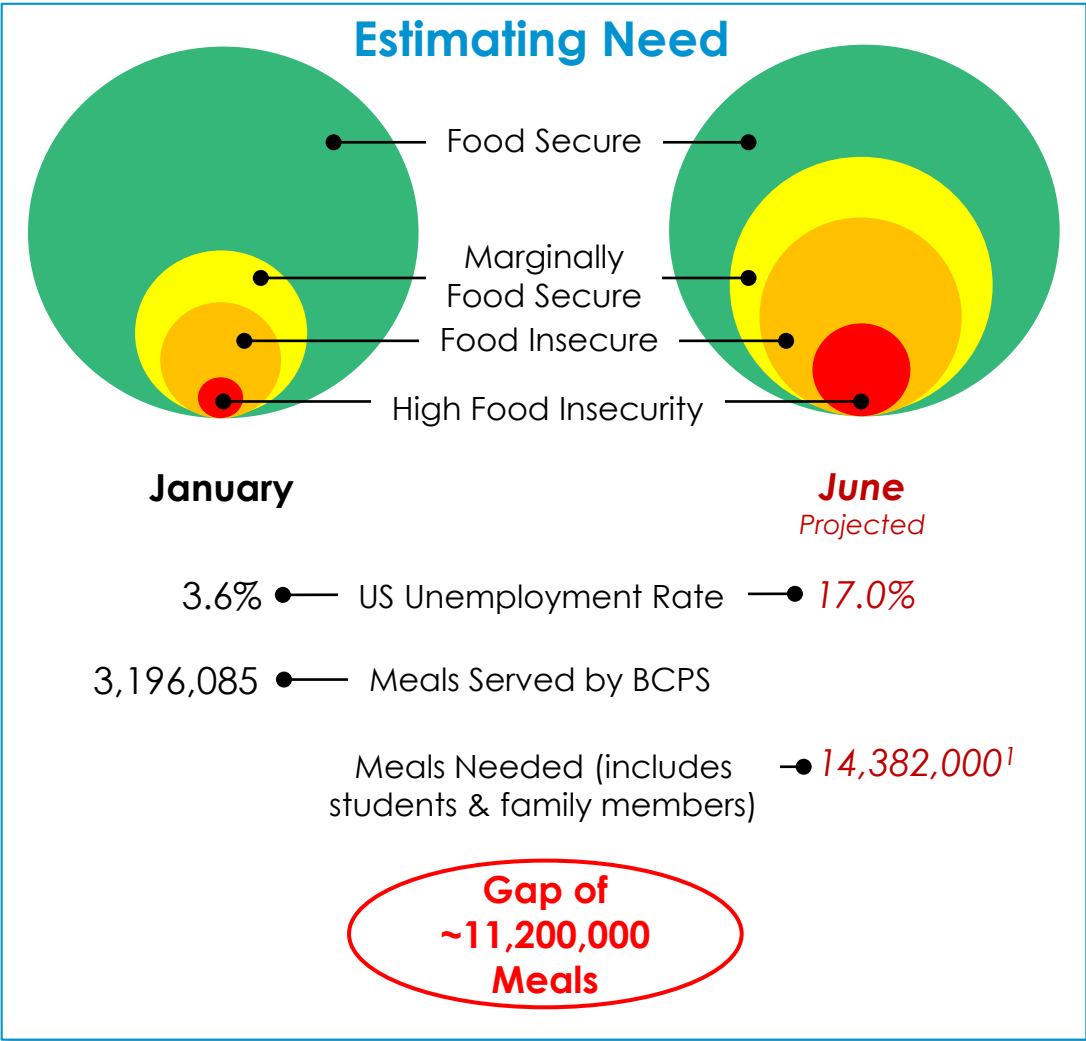 Estimating Need
Food Secure
Marginally
Food Secure
Food Insecure
High Food Insecurity
January
June
Projected
3.6%
US Unemployment Rate
17.0%
3,196,085
Meals Served by BCPS
Meals Needed (includes
students & family members)
14,382,000¹
Gap of
~11,200,000
Meals